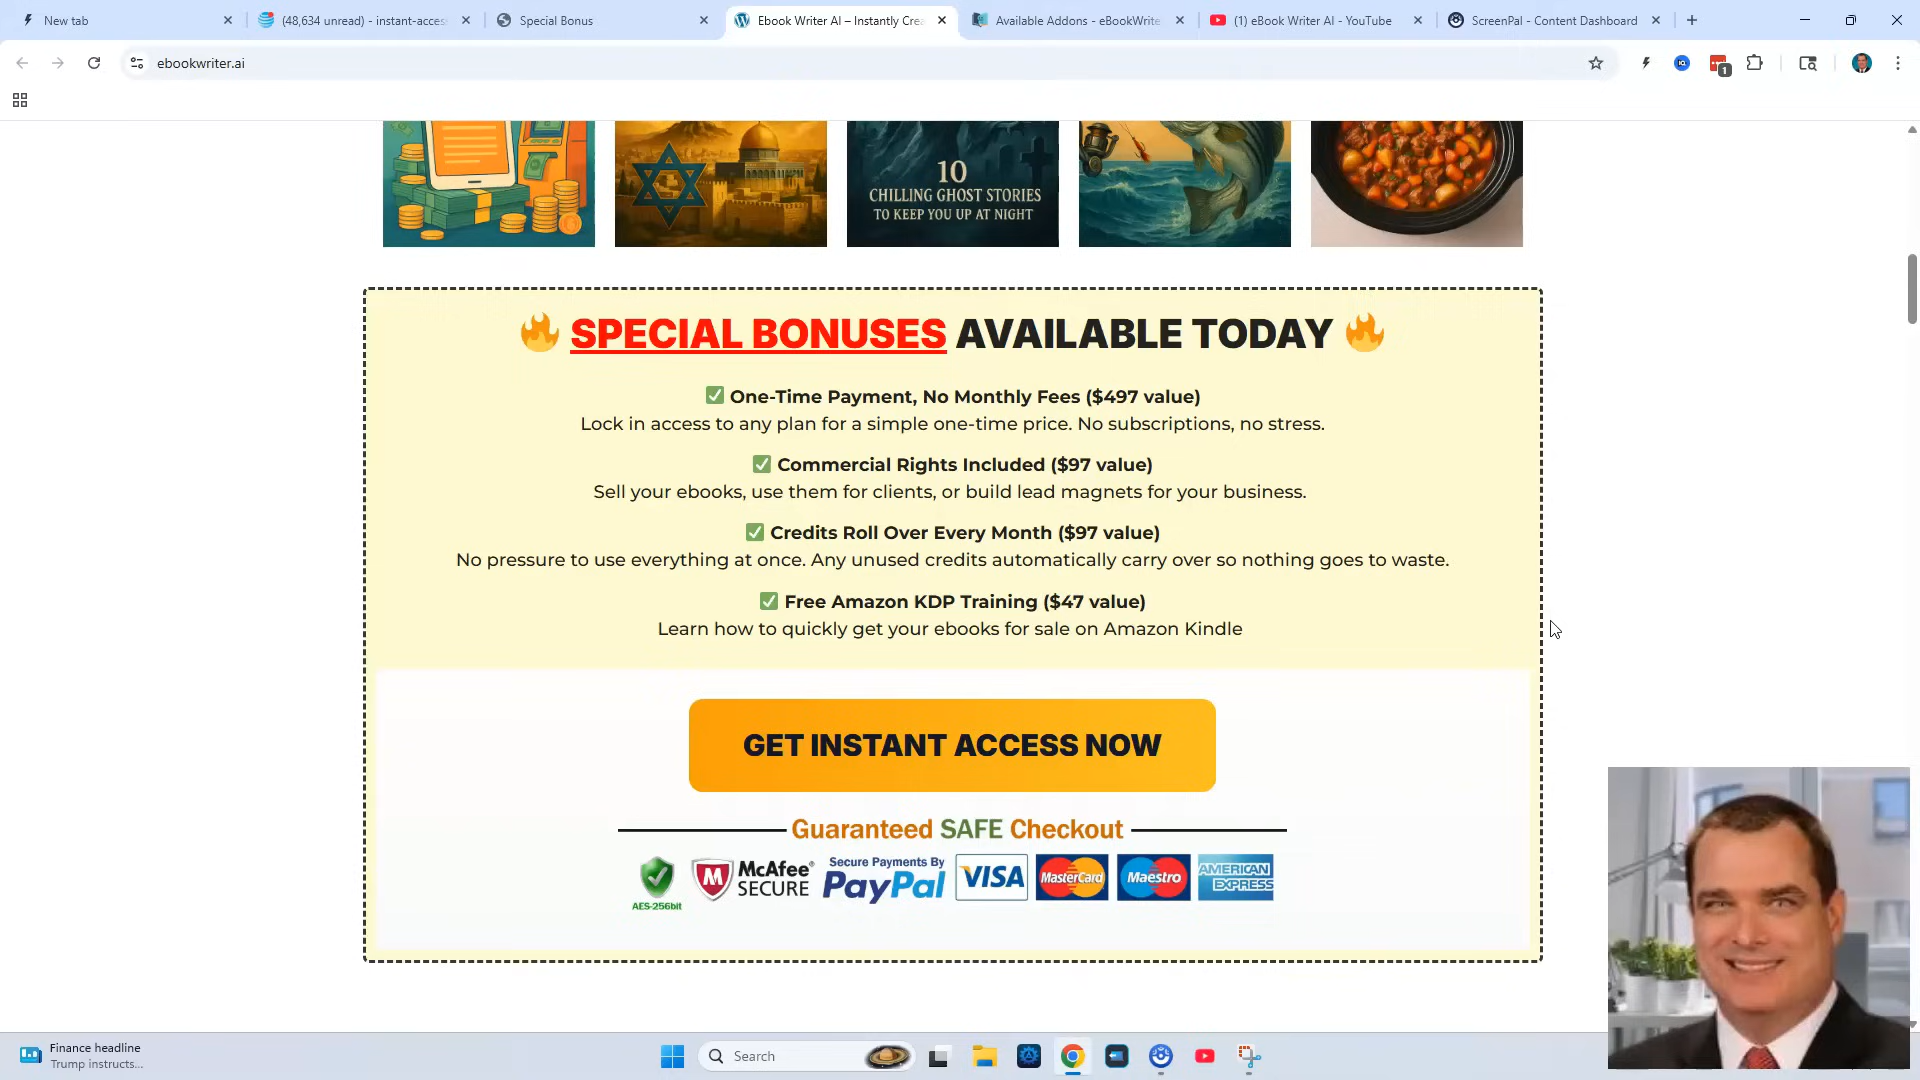 New tab
(48,634 unread) - instant-acces
Special Bonus
Ebook Writer AI – Instantly Crea
Available Addons - eBookWrite
(1) eBook Writer AI - YouTube
ScreenPal - Content Dashboard
ebookwriter.ai
1
10
CHILLING GHOST STORIES
TO KEEP YOU UP AT NIGHT
🔥 SPECIAL BONUSES AVAILABLE TODAY 🔥
✅ One-Time Payment, No Monthly Fees ($497 value)
Lock in access to any plan for a simple one-time price. No subscriptions, no stress.
✅ Commercial Rights Included ($97 value)
Sell your ebooks, use them for clients, or build lead magnets for your business.
✅ Credits Roll Over Every Month ($97 value)
No pressure to use everything at once. Any unused credits automatically carry over so nothing goes to waste.
✅ Free Amazon KDP Training ($47 value)
Learn how to quickly get your ebooks for sale on Amazon Kindle
GET INSTANT ACCESS NOW
Guaranteed SAFE Checkout
AES-256bit
McAfee®
SECURE
Secure Payments By
PayPal
VISA
MasterCard
Maestro
AMERICAN
EXPRESS
Finance headline
Trump instructs...
Search